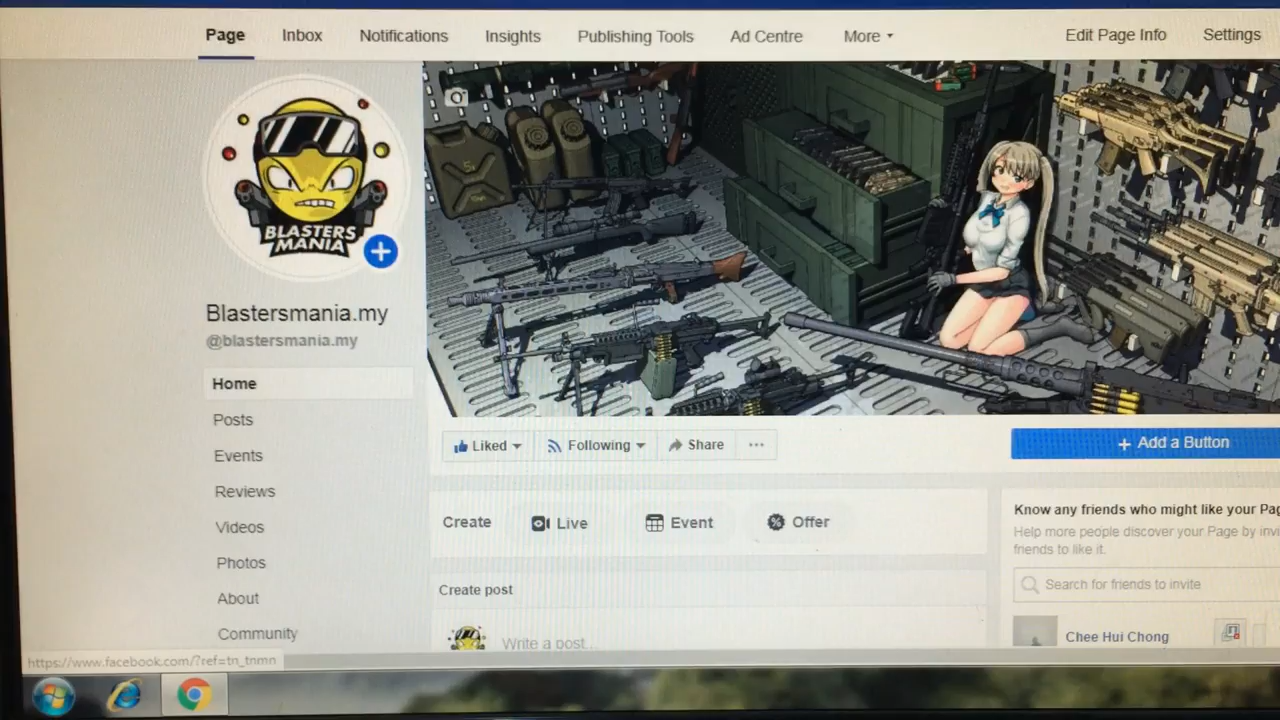 Page Inbox Notifications Insights Publishing Tools Ad Centre More Edit Page Info Settings
BLASTERS
MANIA
Blastersmania.my
@blastersmania.my
Home
Posts
Events
Reviews
Videos
Photos
About
Community
Liked Following Share ...
+ Add a Button
Create Live Event Offer
Create post
Write a post...
Know any friends who might like your Pag
Help more people discover your Page by invi
friends to like it.
Search for friends to invite
Chee Hui Chong
https://www.facebook.com/?ref=tn_tnmn